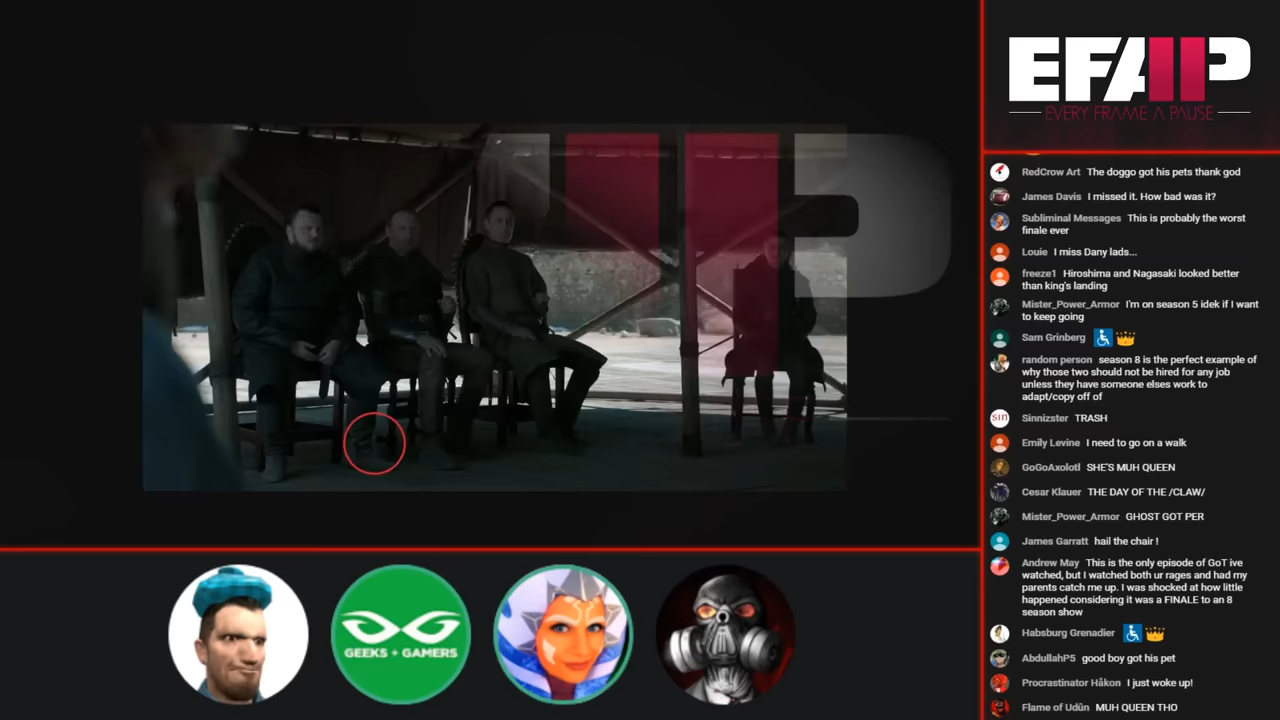 EFAP
EVERY FRAME A PAUSE
RedCrow Art The doggo got his pets thank god
James Davis I missed it. How bad was it?
Subliminal Messages This is probably the worst
finale ever
Louie I miss Dany lads...
freeze1 Hiroshima and Nagasaki looked better
than king's landing
Mister_Power_Armor I'm on season 5 idek if I want
to keep going
Sam Grinberg ♿👑
random person season 8 is the perfect example of
why those two should not be hired for any job
unless they have someone elses work to
adapt/copy off of
sin
Sinnizster TRASH
Emily Levine I need to go on a walk
GoGoAxolotl SHE'S MUH QUEEN
Cesar Klauer THE DAY OF THE /CLAW/
Mister_Power_Armor GHOST GOT PER
James Garratt hail the chair !
Andrew May This is the only episode of GoT ive
watched, but I watched both ur rages and had my
parents catch me up. I was shocked at how little
happened considering it was a FINALE to an 8
season show
Habsburg Grenadier ♿👑
AbdullahP5 good boy got his pet
Procrastinator Håkon I just woke up!
Flame of Udûn MUH QUEEN THO
P
GEEKS + GAMERS